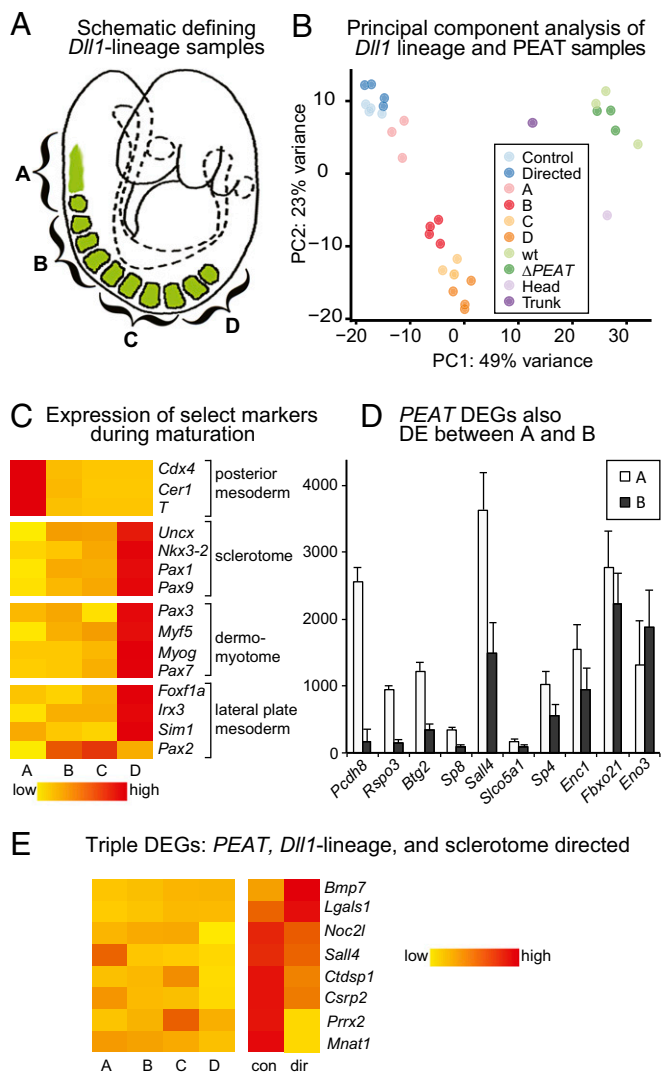 A
Schematic defining
Dll1-lineage samples
A
B
C
D
B
Principal component analysis of
Dll1 lineage and PEAT samples
PC2: 23% variance
10
0
−10
−20
−20
−10
0
10
20
30
PC1: 49% variance
Control
Directed
A
B
C
D
wt
ΔPEAT
Head
Trunk
C
Expression of select markers
during maturation
Cdx4
Cer1
T
posterior
mesoderm
Uncx
Nkx3-2
Pax1
Pax9
sclerotome
Pax3
Myf5
Myog
Pax7
dermo-
myotome
Foxf1a
Irx3
Sim1
Pax2
lateral plate
mesoderm
A B C D
low high
D
PEAT DEGs also
DE between A and B
A
B
4000
3000
2000
1000
0
Pcdh8
Rspo3
Btg2
Sp8
Sall4
Slco5a1
Sp4
Enc1
Fbxo21
Eno3
E
Triple DEGs: PEAT, Dll1-lineage, and sclerotome directed
Bmp7
Lgals1
Noc2l
Sall4
Ctdsp1
Csrp2
Prrx2
Mnat1
A B C D con dir
low high